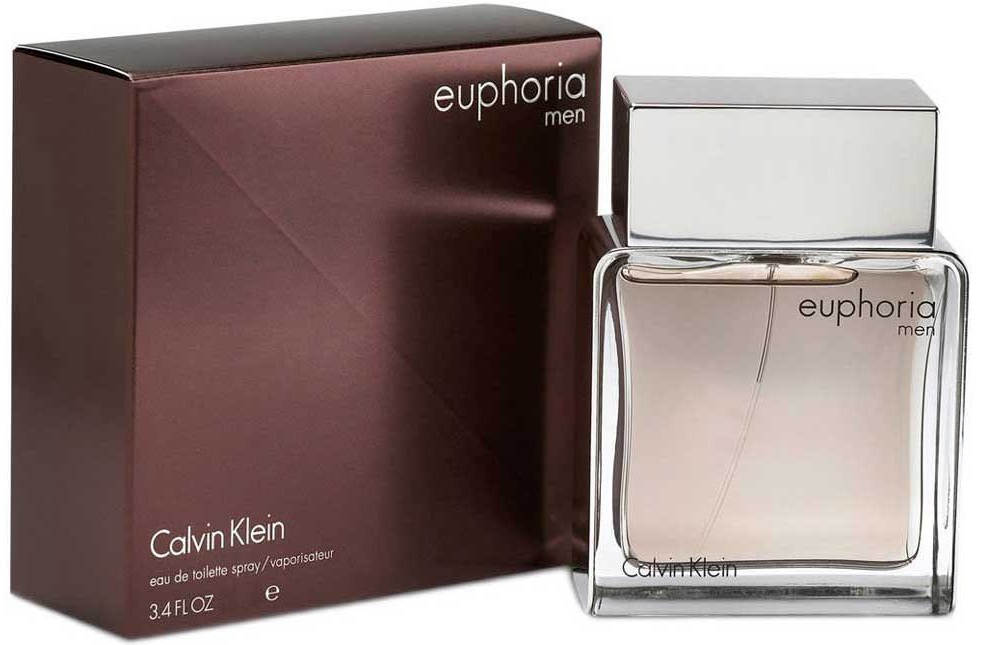 euphoria
men
Calvin Klein
eau de toilette spray/vaporisateur
3.4 FL OZ ℮
euphoria
men
Calvin Klein